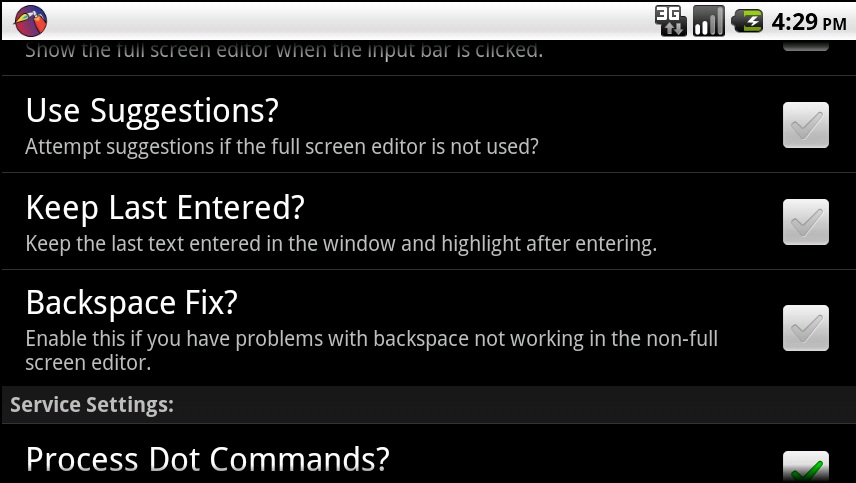 3G 4:29 PM
Show the full screen editor when the input bar is clicked.
Use Suggestions?
Attempt suggestions if the full screen editor is not used?
Keep Last Entered?
Keep the last text entered in the window and highlight after entering.
Backspace Fix?
Enable this if you have problems with backspace not working in the non-full
screen editor.
Service Settings:
Process Dot Commands?